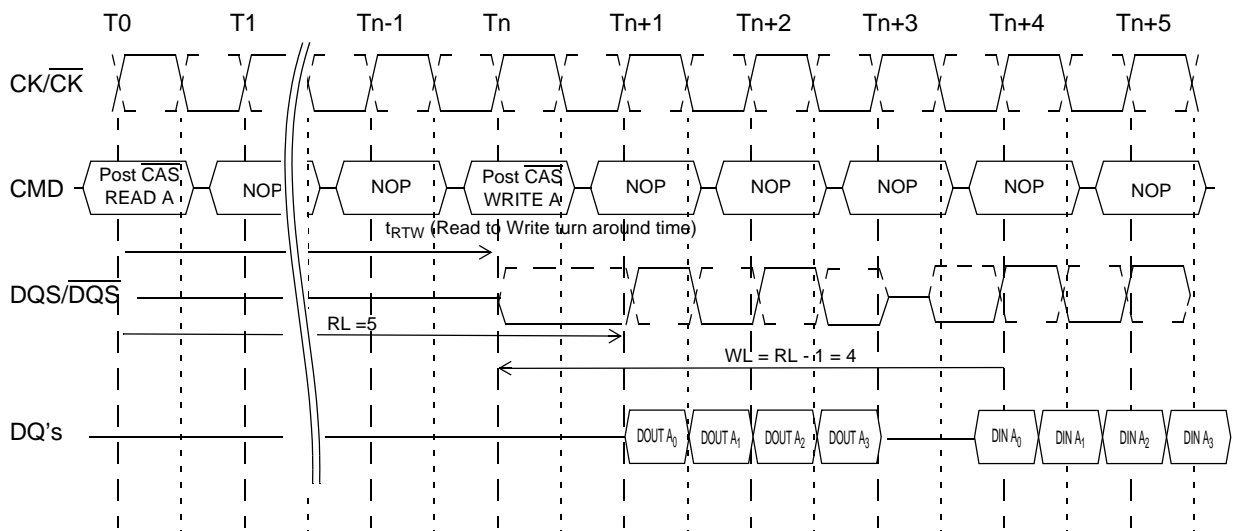 T0 T1 Tn-1 Tn Tn+1 Tn+2 Tn+3 Tn+4 Tn+5
CK/CK
CMD
Post CAS
READ A
NOP
NOP
Post CAS
WRITE A
NOP
NOP
NOP
NOP
NOP
tRTW (Read to Write turn around time)
DQS/DQS
RL =5
WL = RL - 1 = 4
DQ's
DOUT A0 DOUT A1 DOUT A2 DOUT A3 DIN A0 DIN A1 DIN A2 DIN A3